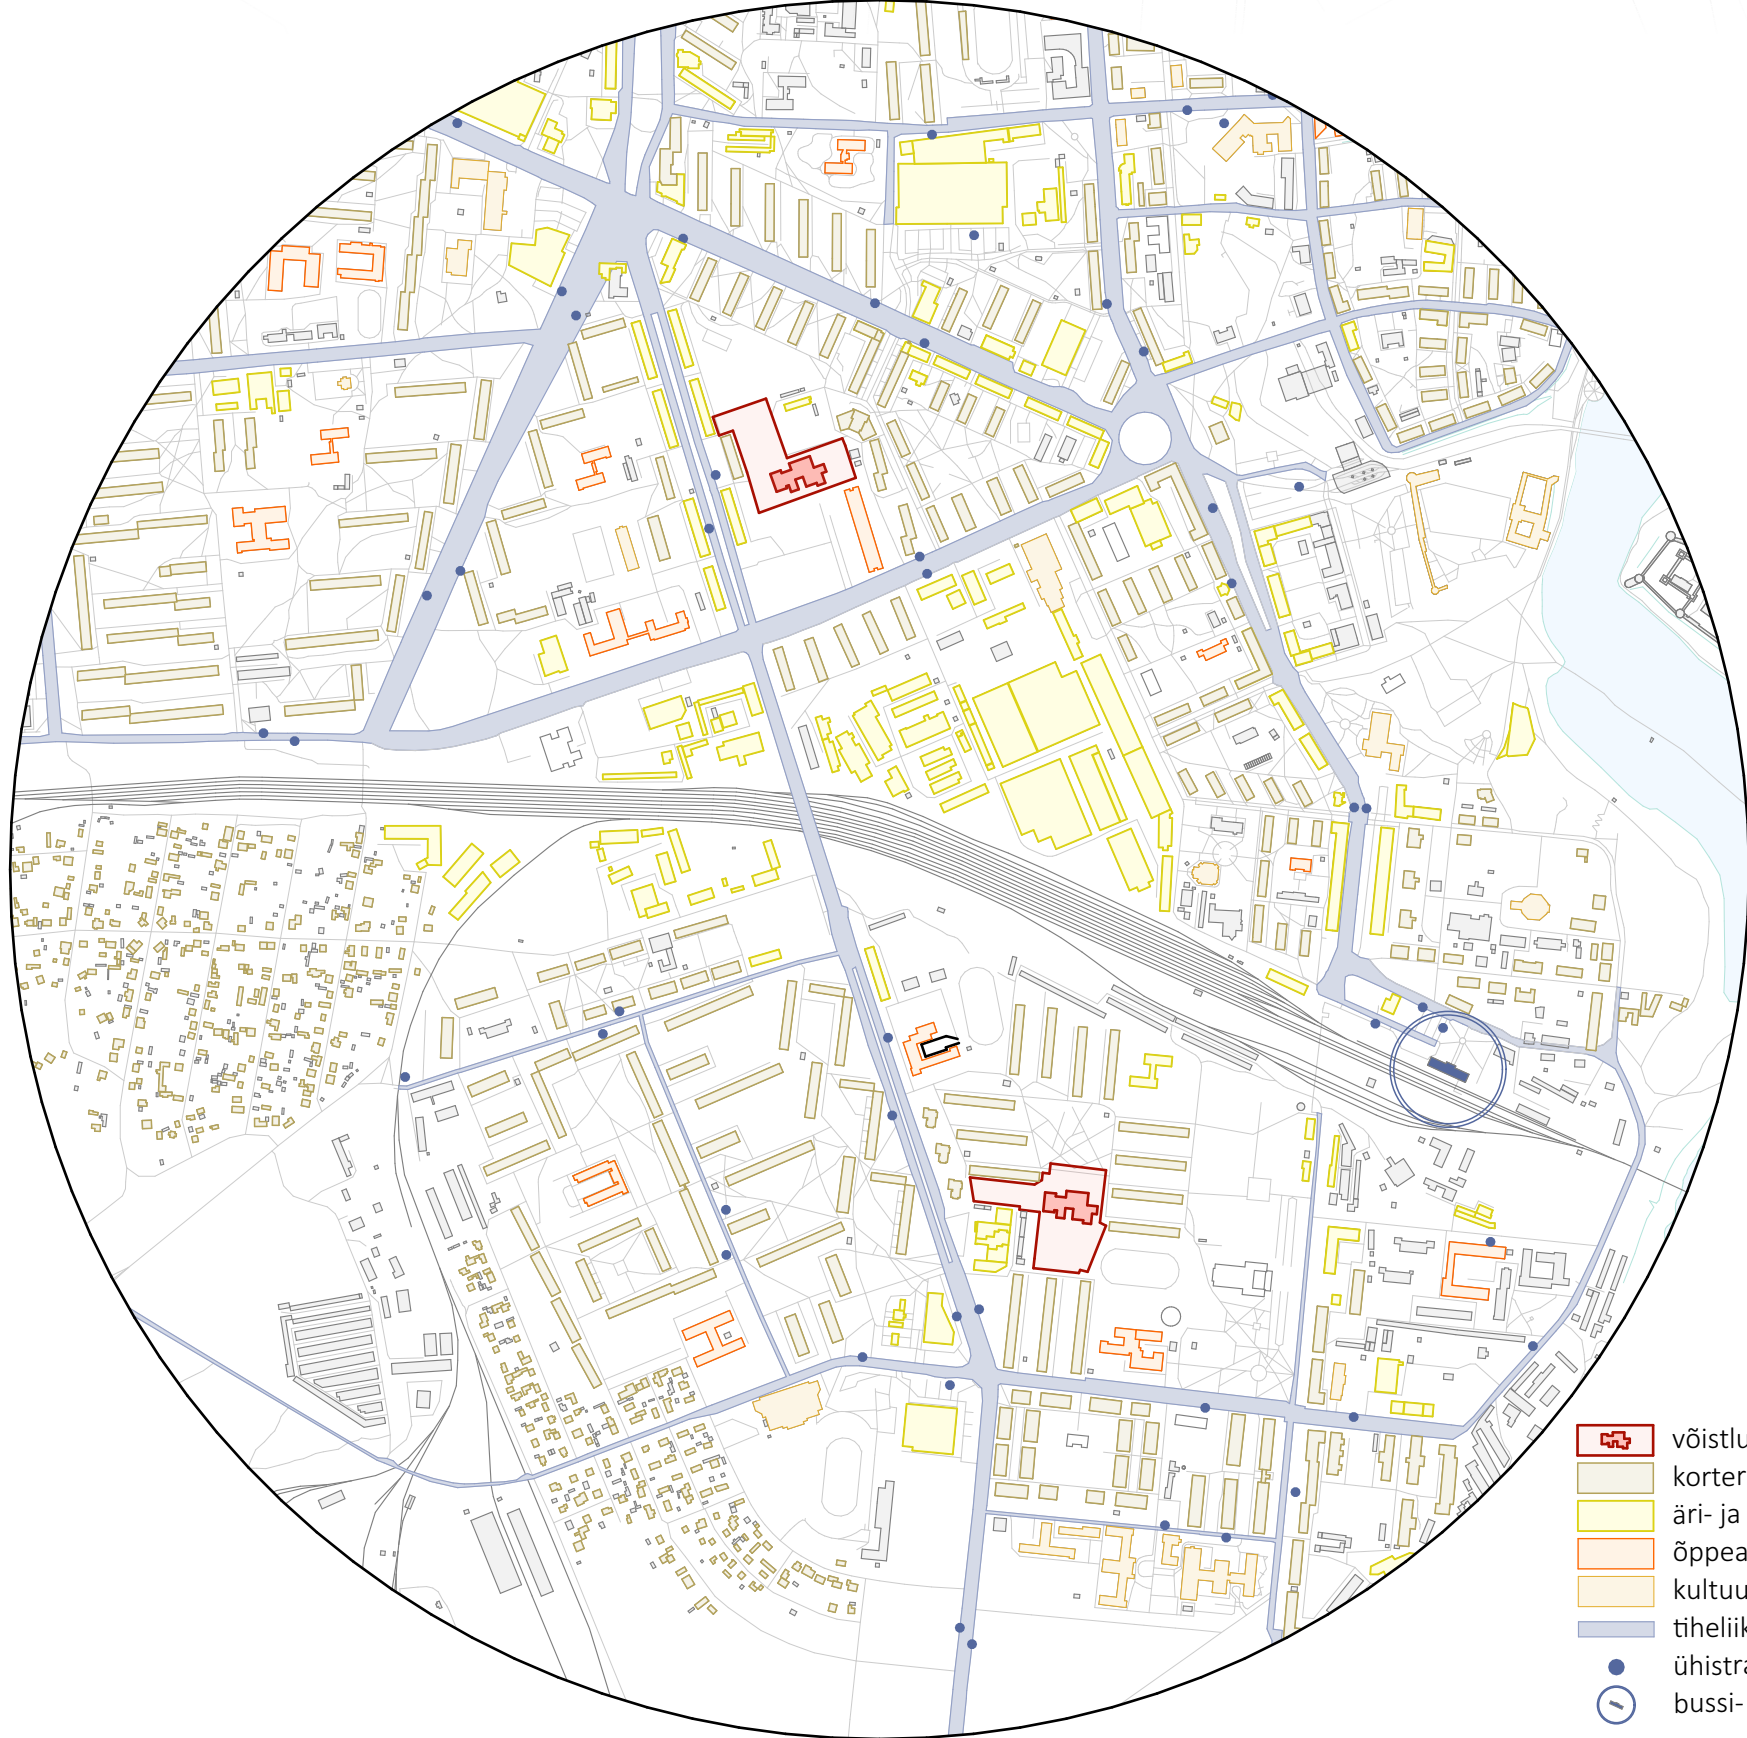 võistlu
korter
äri- ja
õppea
kultuu
tiheliik
ühistra
bussi-